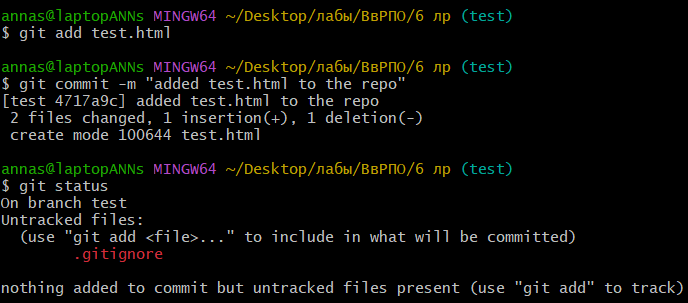 annas@laptopANNs MINGW64 ~/Desktop/лабы/ВвРПО/6 лр (test)
$ git add test.html
annas@laptopANNs MINGW64 ~/Desktop/лабы/ВвРПО/6 лр (test)
$ git commit -m "added test.html to the repo"
[test 4717a9c] added test.html to the repo
 2 files changed, 1 insertion(+), 1 deletion(-)
 create mode 100644 test.html
annas@laptopANNs MINGW64 ~/Desktop/лабы/ВвРПО/6 лр (test)
$ git status
On branch test
Untracked files:
  (use "git add <file>..." to include in what will be committed)
        .gitignore
nothing added to commit but untracked files present (use "git add" to track)